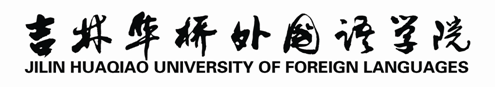 吉林华桥外国语学院
JILIN HUAQIAO UNIVERSITY OF FOREIGN LANGUAGES